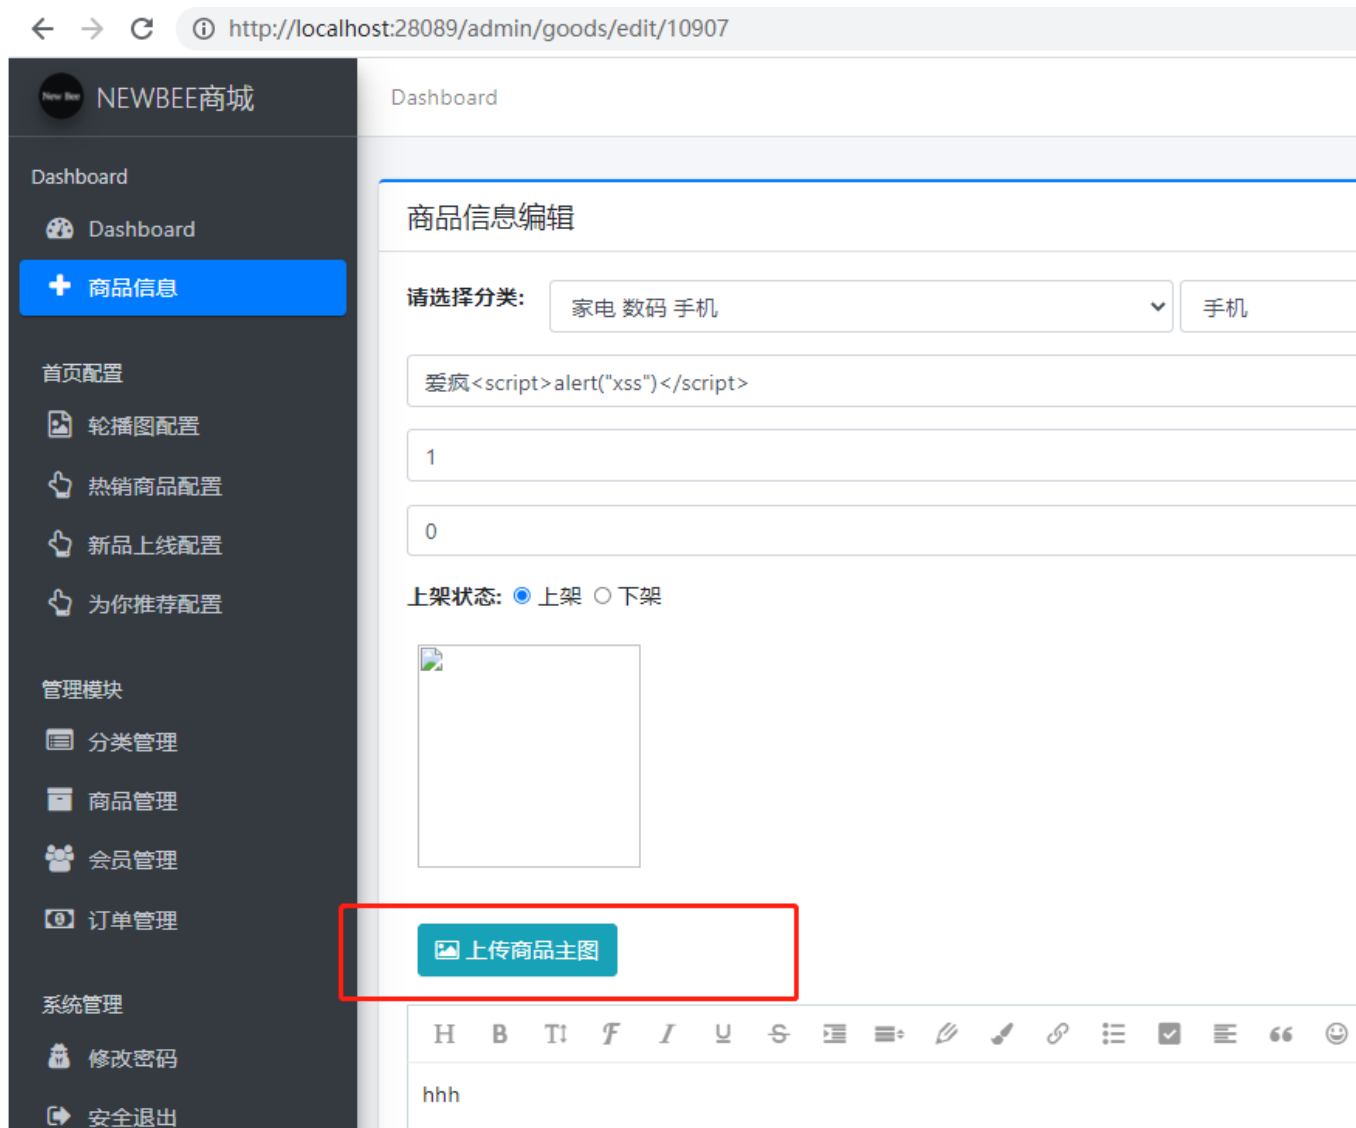 http://localhost:28089/admin/goods/edit/10907
New Bee
NEWBEE商城
Dashboard
Dashboard
Dashboard
商品信息
首页配置
轮播图配置
热销商品配置
新品上线配置
为你推荐配置
管理模块
分类管理
商品管理
会员管理
订单管理
系统管理
修改密码
安全退出
商品信息编辑
请选择分类: 家电 数码 手机 手机
爱疯<script>alert("xss")</script>
1
0
上架状态: 上架 下架
上传商品主图
hhh